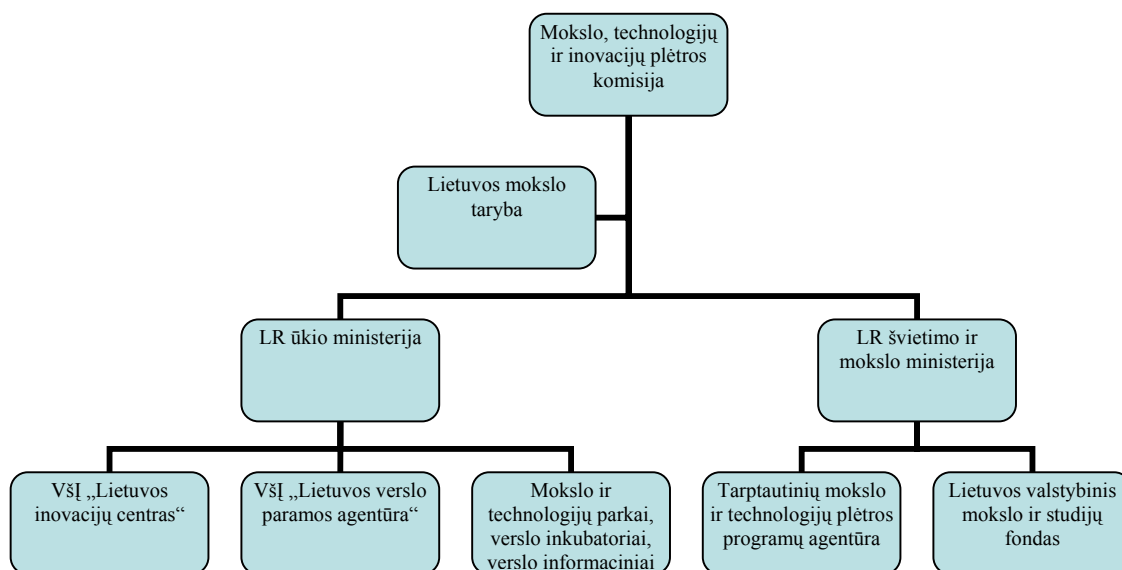 Mokslo, technologijų
ir inovacijų plėtros
komisija
Lietuvos mokslo
taryba
LR ūkio ministerija
LR švietimo ir
mokslo ministerija
VšĮ „Lietuvos
inovacijų centras“
VšĮ „Lietuvos verslo
paramos agentūra“
Mokslo ir
technologijų parkai,
verslo inkubatoriai,
verslo informaciniai
Tarptautinių mokslo
ir technologijų plėtros
programų agentūra
Lietuvos valstybinis
mokslo ir studijų
fondas